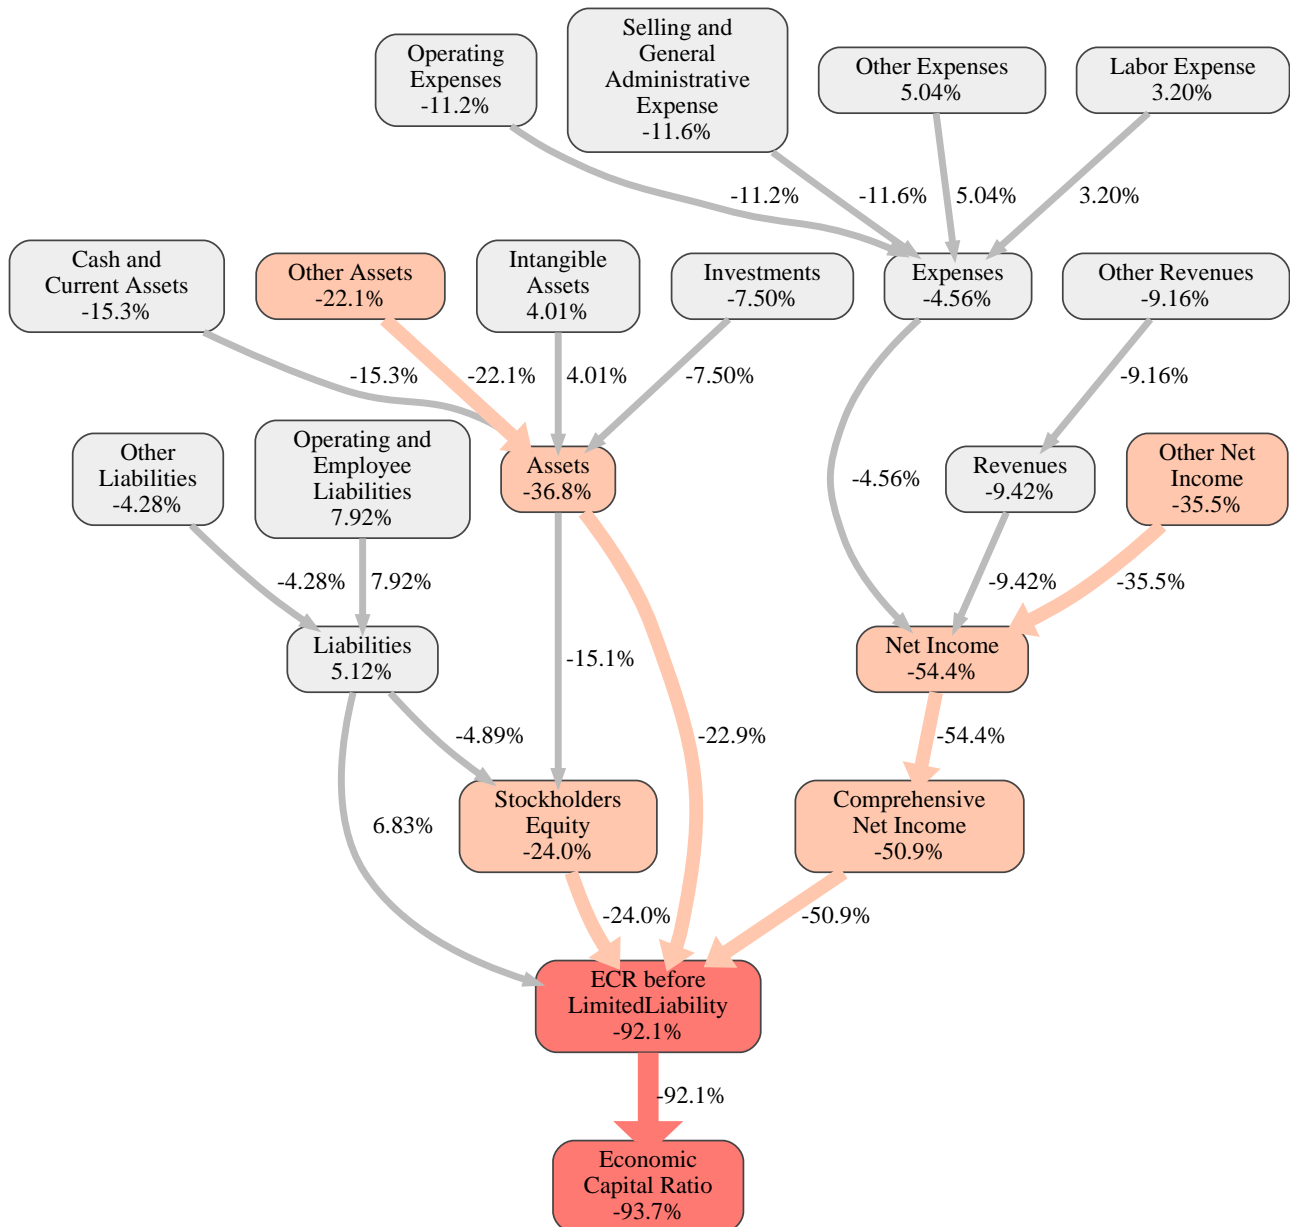 Operating
Expenses
-11.2%
Selling and
General
Administrative
Expense
-11.6%
Other Expenses
5.04%
Labor Expense
3.20%
-11.2%
-11.6%
5.04%
3.20%
Cash and
Current Assets
-15.3%
Other Assets
-22.1%
Intangible
Assets
4.01%
Investments
-7.50%
Expenses
-4.56%
Other Revenues
-9.16%
-15.3%
-22.1%
4.01%
-7.50%
-9.16%
Other
Liabilities
-4.28%
Operating and
Employee
Liabilities
7.92%
Assets
-36.8%
-4.56%
Revenues
-9.42%
Other Net
Income
-35.5%
-4.28%
7.92%
-9.42%
-35.5%
Liabilities
5.12%
-15.1%
Net Income
-54.4%
-4.89%
-22.9%
-54.4%
6.83%
Stockholders
Equity
-24.0%
Comprehensive
Net Income
-50.9%
-24.0%
-50.9%
ECR before
LimitedLiability
-92.1%
-92.1%
Economic
Capital Ratio
-93.7%